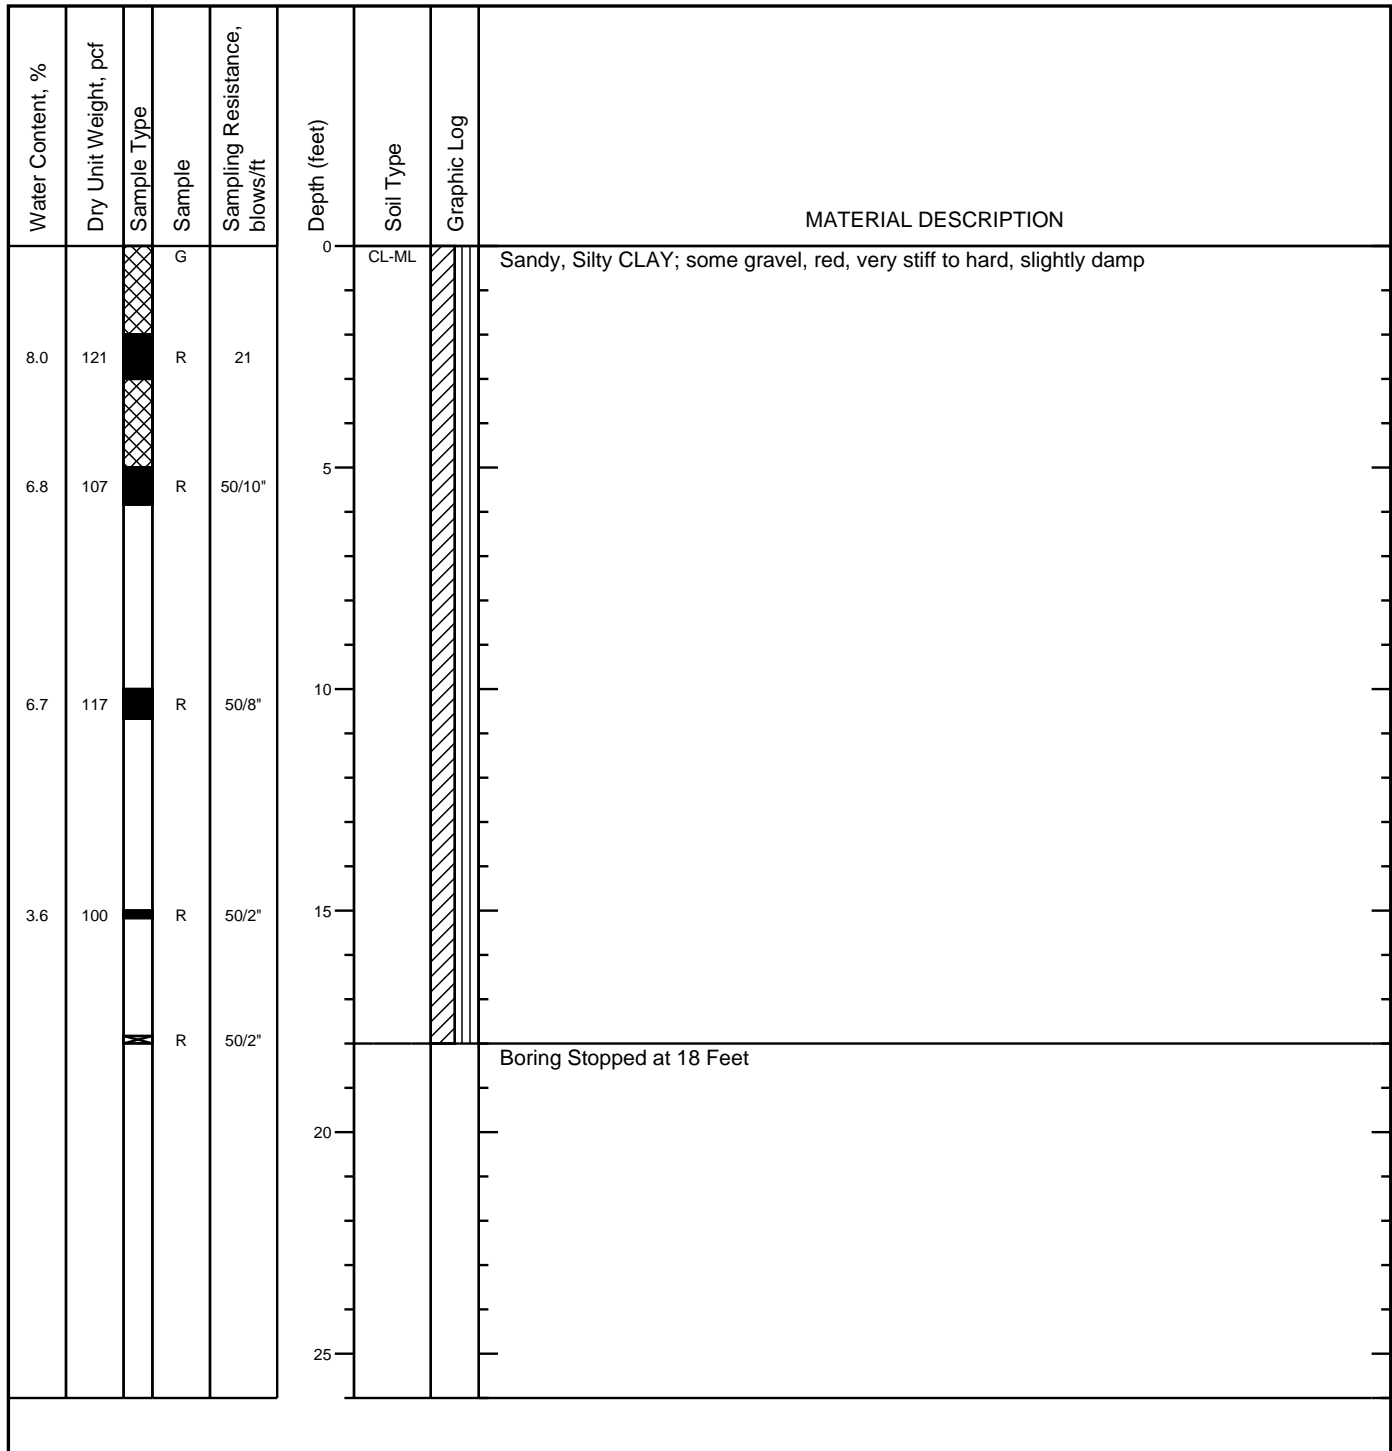 Water Content, %
Dry Unit Weight, pcf
Sample Type
Sample
Sampling Resistance,
blows/ft
Depth (feet)
Soil Type
Graphic Log
MATERIAL DESCRIPTION
G
0
CL-ML
Sandy, Silty CLAY; some gravel, red, very stiff to hard, slightly damp
8.0 121 R 21
5
6.8 107 R 50/10"
10
6.7 117 R 50/8"
15
3.6 100 R 50/2"
R 50/2"
Boring Stopped at 18 Feet
20
25